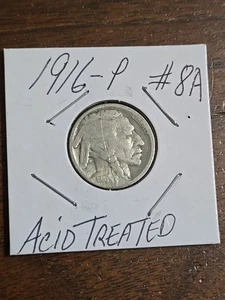 1916-P #8A
ACID TREATED